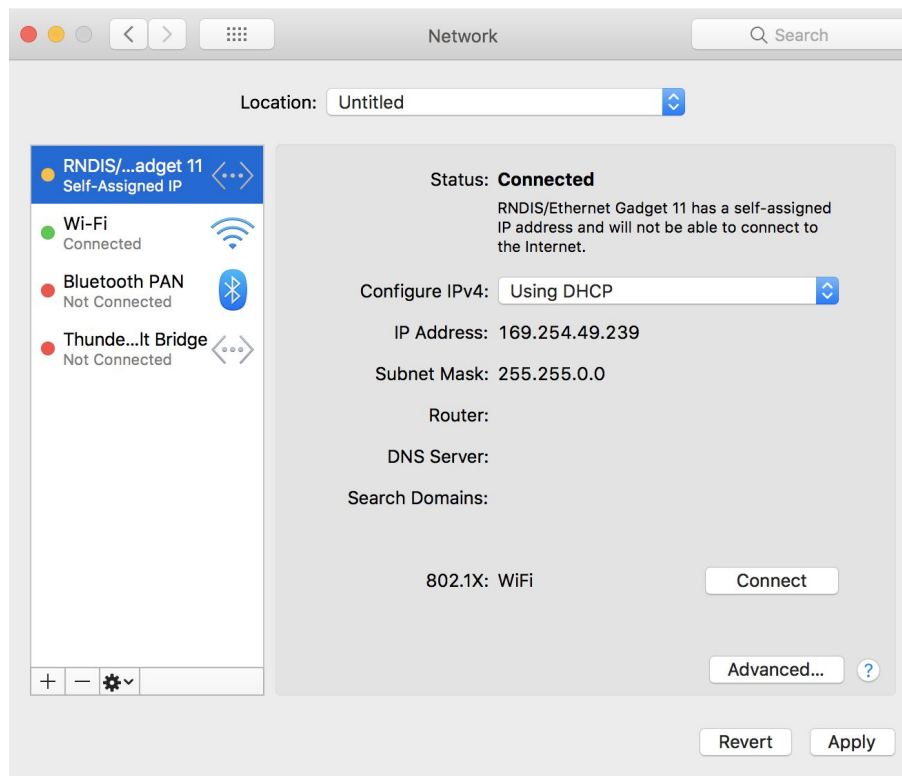 Network
Search
Location: Untitled
RNDIS/...adget 11
Self-Assigned IP
Wi-Fi
Connected
Bluetooth PAN
Not Connected
Thunde...lt Bridge
Not Connected
Status: Connected
RNDIS/Ethernet Gadget 11 has a self-assigned
IP address and will not be able to connect to
the Internet.
Configure IPv4: Using DHCP
IP Address: 169.254.49.239
Subnet Mask: 255.255.0.0
Router:
DNS Server:
Search Domains:
802.1X: WiFi
Connect
Advanced...
?
Revert
Apply